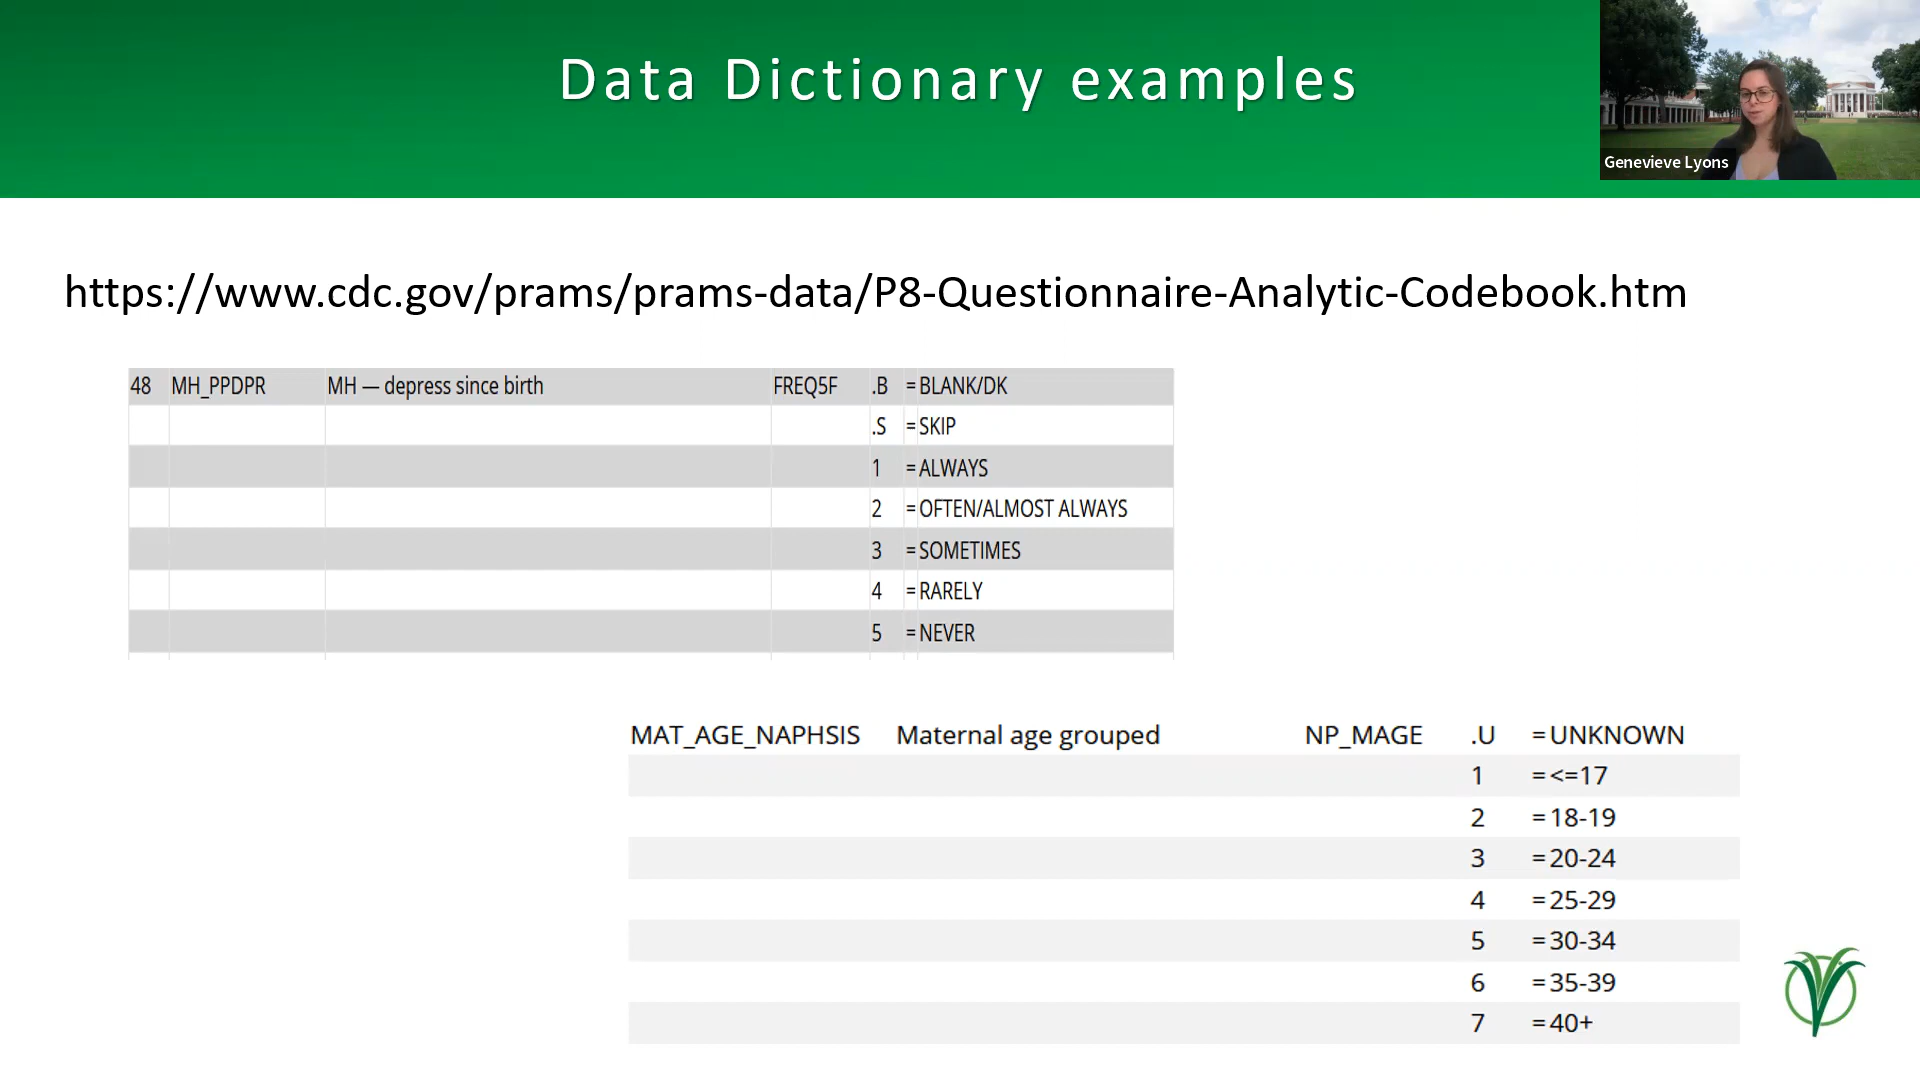 Data Dictionary examples
Genevieve Lyons
https://www.cdc.gov/prams/prams-data/P8-Questionnaire-Analytic-Codebook.htm
48 MH_PPDPR MH — depress since birth FREQ5F .B = BLANK/DK
.S = SKIP
1 = ALWAYS
2 = OFTEN/ALMOST ALWAYS
3 = SOMETIMES
4 = RARELY
5 = NEVER
MAT_AGE_NAPHSIS Maternal age grouped NP_MAGE .U = UNKNOWN
1 = <=17
2 = 18-19
3 = 20-24
4 = 25-29
5 = 30-34
6 = 35-39
7 = 40+